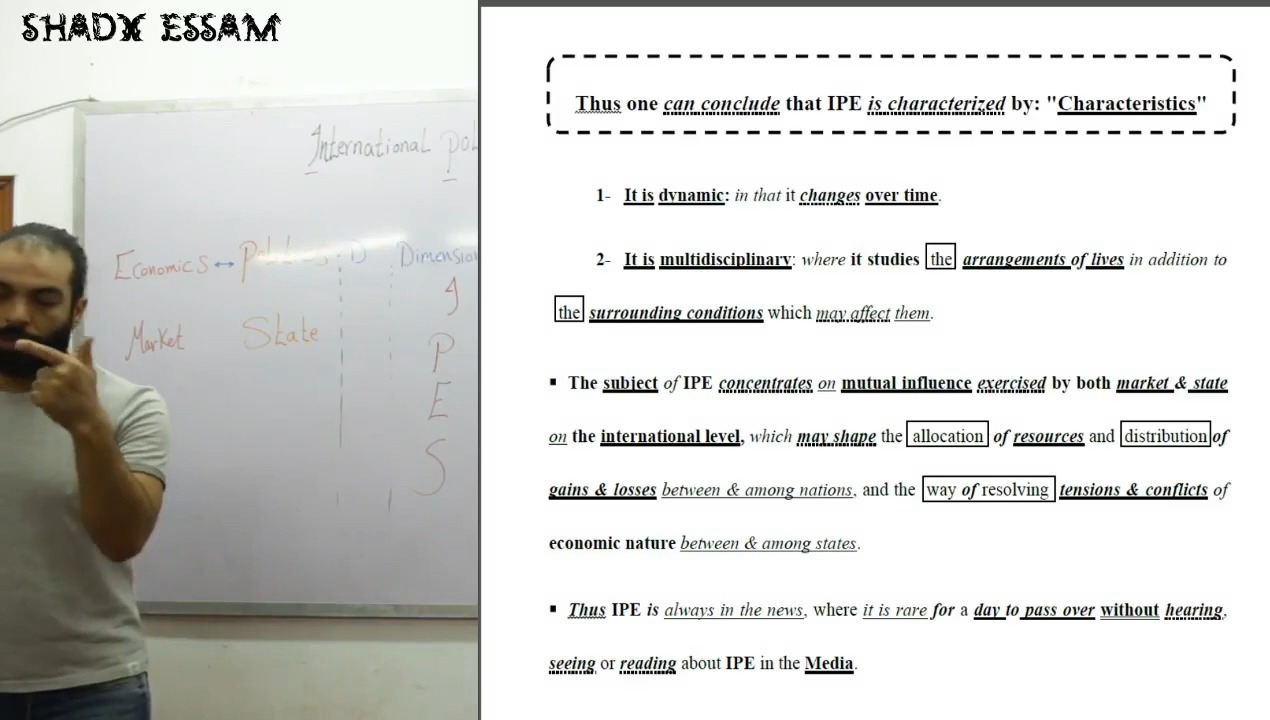 SHADY ESSAM
International pol
Economics ↔ Dimension
Market State
I
P
E
S
Thus one can conclude that IPE is characterized by: "Characteristics"
1- It is dynamic: in that it changes over time.
2- It is multidisciplinary: where it studies the arrangements of lives in addition to
the surrounding conditions which may affect them.
▪ The subject of IPE concentrates on mutual influence exercised by both market & state
on the international level, which may shape the allocation of resources and distribution of
gains & losses between & among nations, and the way of resolving tensions & conflicts of
economic nature between & among states.
▪ Thus IPE is always in the news, where it is rare for a day to pass over without hearing,
seeing or reading about IPE in the Media.